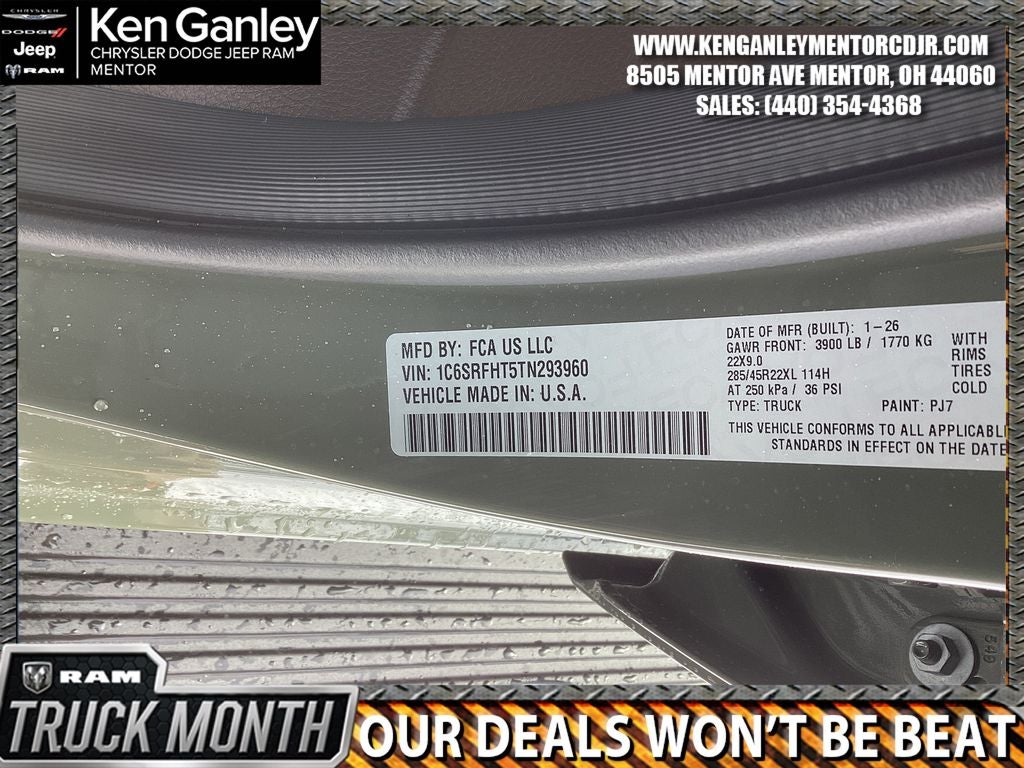 CHRYSLER
DODGE
Jeep
RAM
Ken Ganley
CHRYSLER DODGE JEEP RAM
MENTOR
WWW.KENGANLEYMENTORCDJR.COM
8505 MENTOR AVE MENTOR, OH 44060
SALES: (440) 354-4368
MFD BY: FCA US LLC
VIN: 1C6SRFHT5TN293960
VEHICLE MADE IN: U.S.A.
DATE OF MFR (BUILT): 1-26
GAWR FRONT: 3900 LB / 1770 KG
22X9.0
285/45R22XL 114H
AT 250 kPa / 36 PSI
WITH
RIMS
TIRES
COLD
TYPE: TRUCK PAINT: PJ7
THIS VEHICLE CONFORMS TO ALL APPLICABL
STANDARDS IN EFFECT ON THE DATE
549
RAM
TRUCK MONTH
OUR DEALS WON'T BE BEAT